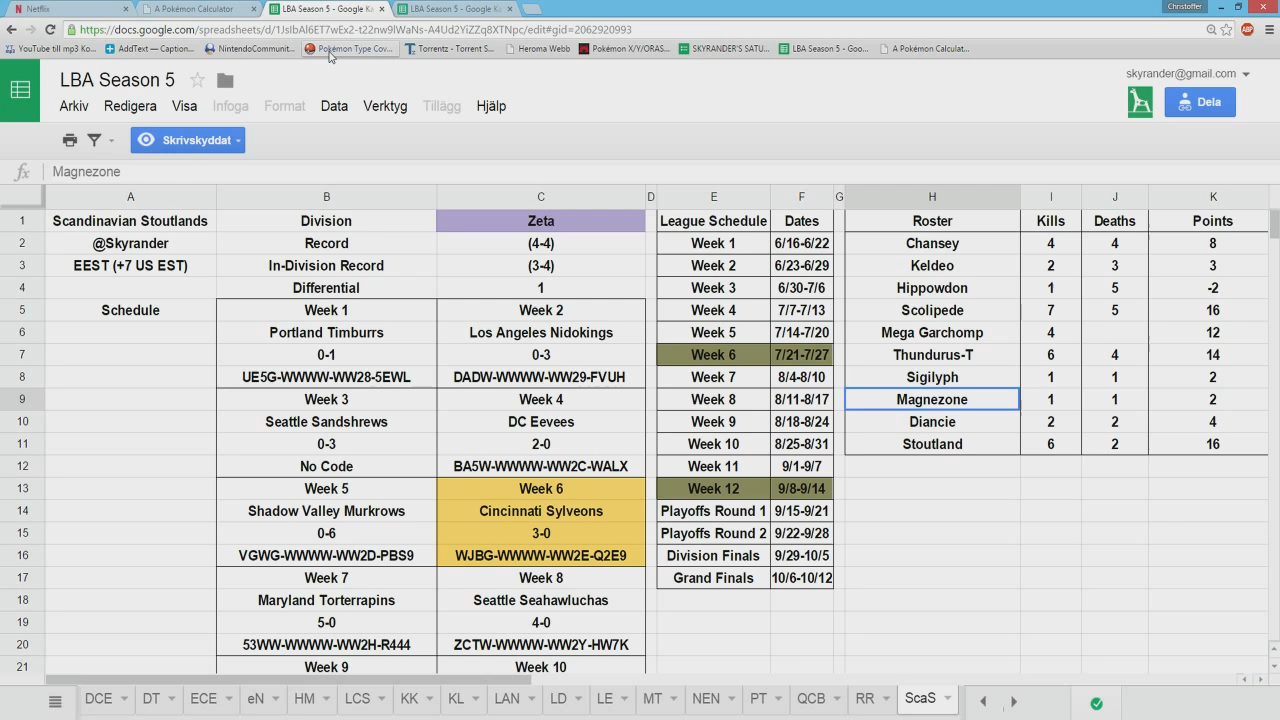 Netflix A Pokémon Calculator LBA Season 5 - Google Ka LBA Season 5 - Google Ka Christoffer
https://docs.google.com/spreadsheets/d/1JsIbAl6ET7wEx2-t22nw9lWaNs-A4Ud2YiZZq8XTNpc/edit#gid=2062920993
YouTube till mp3 Ko... AddText — Caption... NintendoCommunit... Pokémon Type Cov... Torrentz - Torrent S... Heroma Webb Pokémon X/Y/ORAS... SKYRANDER'S SATU... LBA Season 5 - Goo... A Pokémon Calculat...
LBA Season 5
skyrander@gmail.com
Arkiv Redigera Visa Infoga Format Data Verktyg Tillägg Hjälp
Dela
Skrivskyddat
fx Magnezone
A B C D E F G H I J K
1 Scandinavian Stoutlands Division Zeta League Schedule Dates Roster Kills Deaths Points
2 @Skyrander Record (4-4) Week 1 6/16-6/22 Chansey 4 4 8
3 EEST (+7 US EST) In-Division Record (3-4) Week 2 6/23-6/29 Keldeo 2 3 3
4 Differential 1 Week 3 6/30-7/6 Hippowdon 1 5 -2
5 Schedule Week 1 Week 2 Week 4 7/7-7/13 Scolipede 7 5 16
6 Portland Timburrs Los Angeles Nidokings Week 5 7/14-7/20 Mega Garchomp 4 12
7 0-1 0-3 Week 6 7/21-7/27 Thundurus-T 6 4 14
8 UE5G-WWWW-WW28-5EWL DADW-WWWW-WW29-FVUH Week 7 8/4-8/10 Sigilyph 1 1 2
9 Week 3 Week 4 Week 8 8/11-8/17 Magnezone 1 1 2
10 Seattle Sandshrews DC Eevees Week 9 8/18-8/24 Diancie 2 2 4
11 0-3 2-0 Week 10 8/25-8/31 Stoutland 6 2 16
12 No Code BA5W-WWWW-WW2C-WALX Week 11 9/1-9/7
13 Week 5 Week 6 Week 12 9/8-9/14
14 Shadow Valley Murkrows Cincinnati Sylveons Playoffs Round 1 9/15-9/21
15 0-6 3-0 Playoffs Round 2 9/22-9/28
16 VGWG-WWWW-WW2D-PBS9 WJBG-WWWW-WW2E-Q2E9 Division Finals 9/29-10/5
17 Week 7 Week 8 Grand Finals 10/6-10/12
18 Maryland Torterrapins Seattle Seahawluchas
19 5-0 4-0
20 53WW-WWWW-WW2H-R444 ZCTW-WWWW-WW2Y-HW7K
21 Week 9 Week 10
DCE DT ECE eN HM LCS KK KL LAN LD LE MT NEN PT QCB RR ScaS